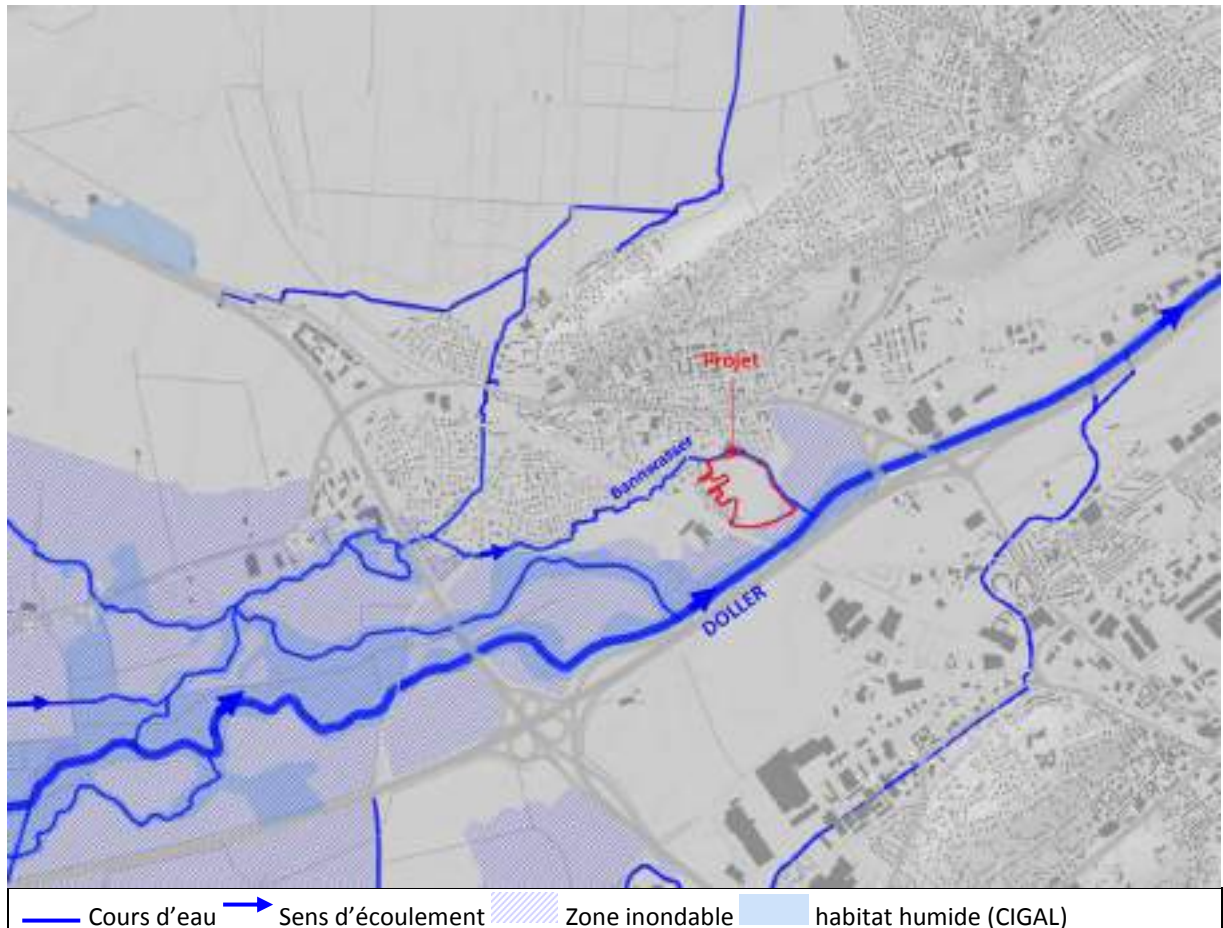 Projet
Bannwasser
DOLLER
Cours d'eau Sens d'écoulement Zone inondable habitat humide (CIGAL)